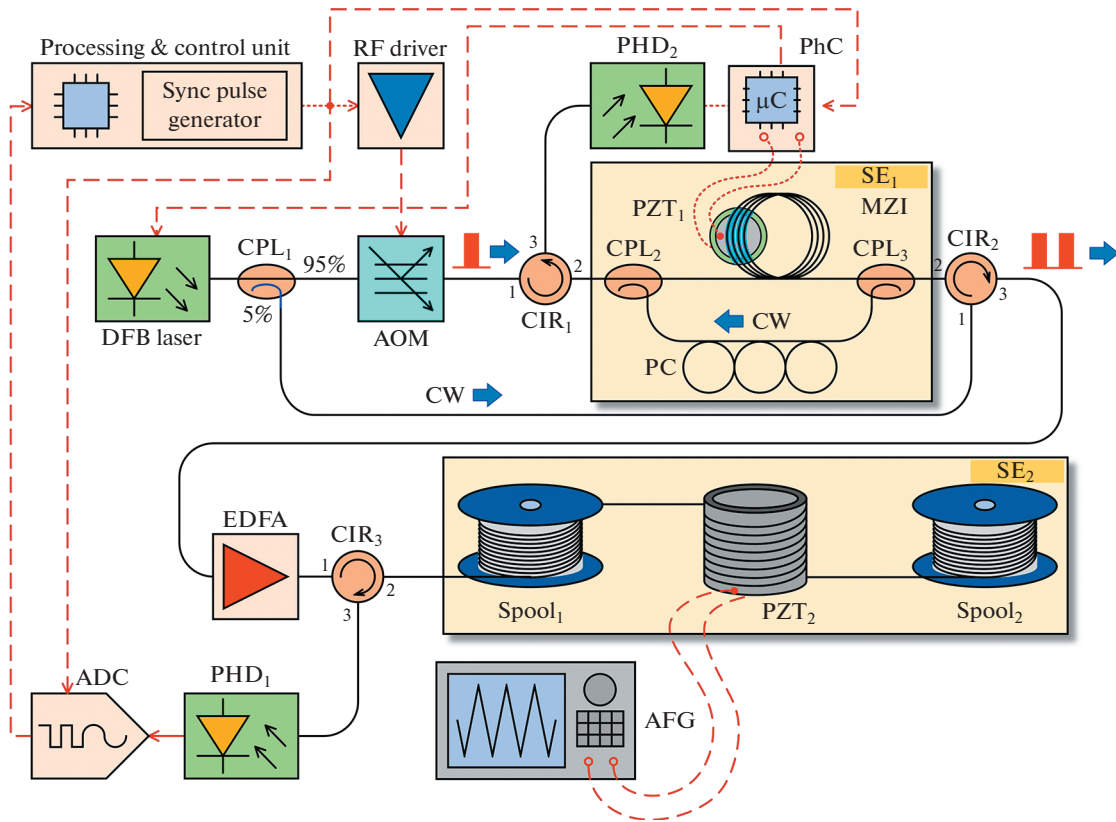 Processing & control unit
Sync pulse
generator
RF driver
PHD2
PhC
μC
SE1
MZI
PZT1
CPL1
95%
5%
DFB laser
AOM
3
2
1
CIR1
CPL2
CPL3
CIR2
2
3
1
CW
PC
CW
SE2
EDFA
CIR3
1
2
3
Spool1
PZT2
Spool2
ADC
PHD1
AFG